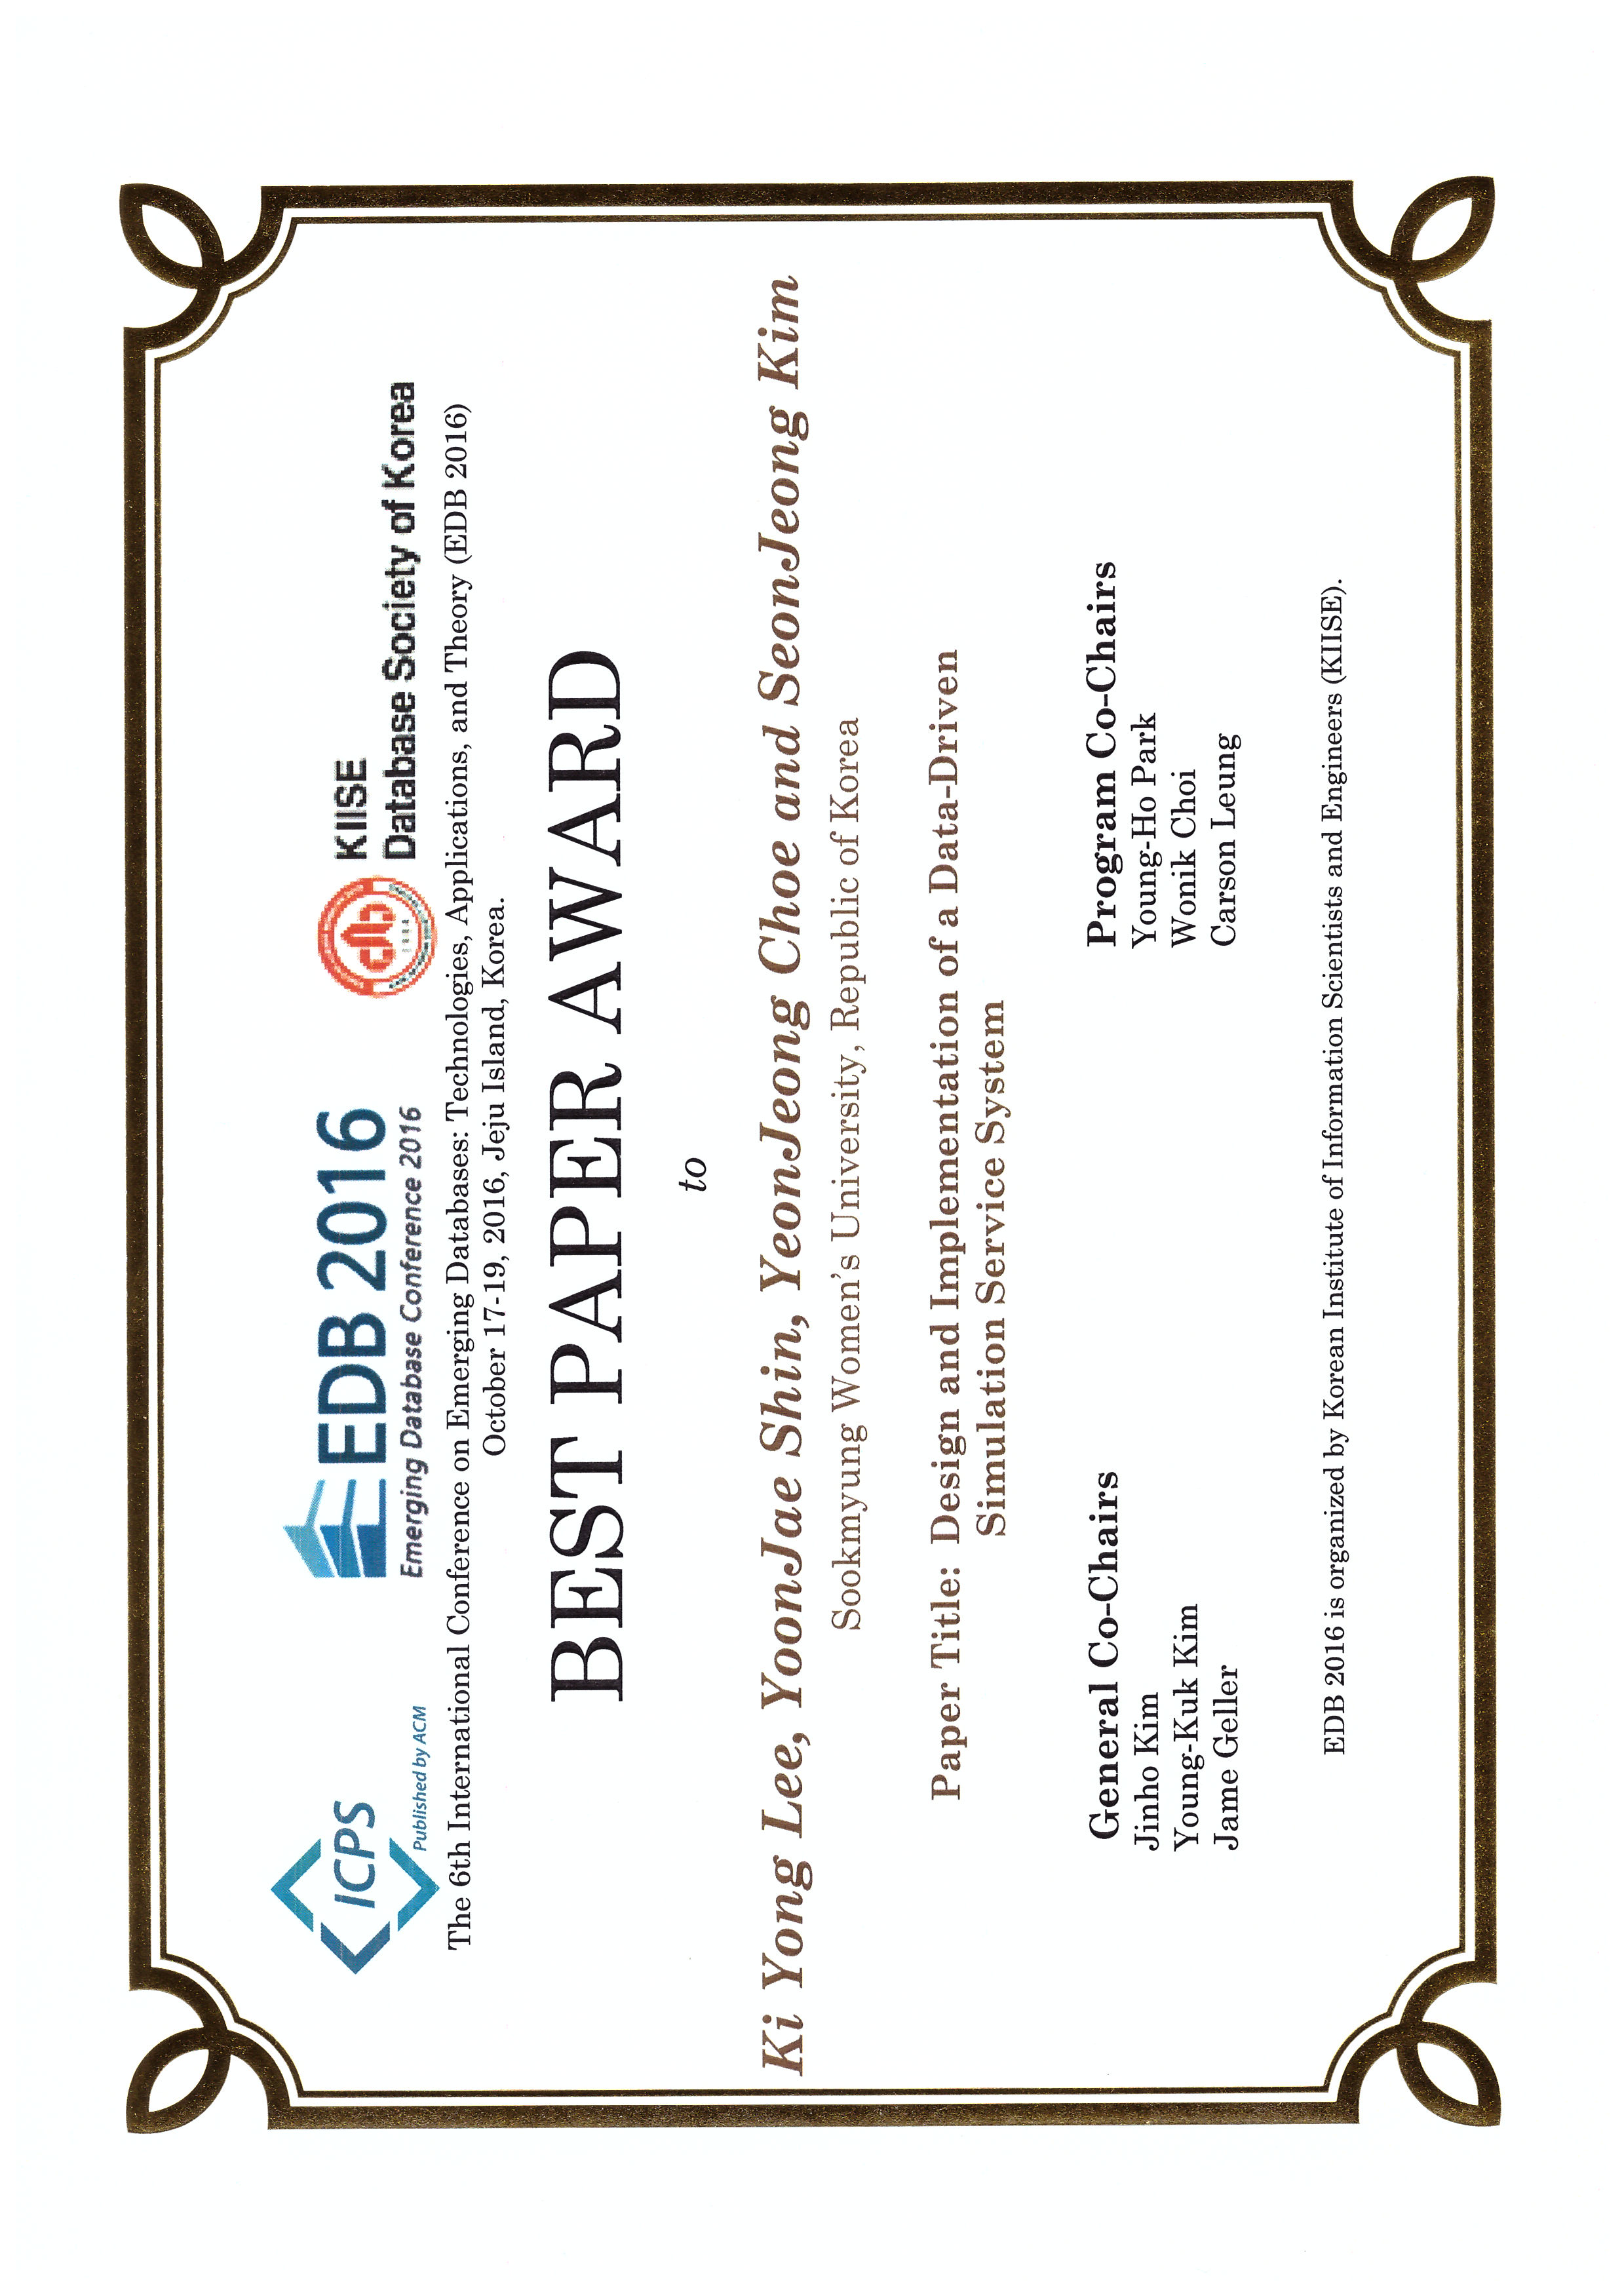 ICPS
Published by ACM
EDB 2016
Emerging Database Conference 2016
KIISE
Database Society of Korea
The 6th International Conference on Emerging Databases: Technologies, Applications, and Theory (EDB 2016)
October 17-19, 2016, Jeju Island, Korea.
BEST PAPER AWARD
to
Ki Yong Lee, YoonJae Shin, YeonJeong Choe and SeonJeong Kim
Sookmyung Women's University, Republic of Korea
Paper Title: Design and Implementation of a Data-Driven
Simulation Service System
General Co-Chairs
Jinho Kim
Young-Kuk Kim
Jame Geller
Program Co-Chairs
Young-Ho Park
Wonik Choi
Carson Leung
EDB 2016 is organized by Korean Institute of Information Scientists and Engineers (KIISE).